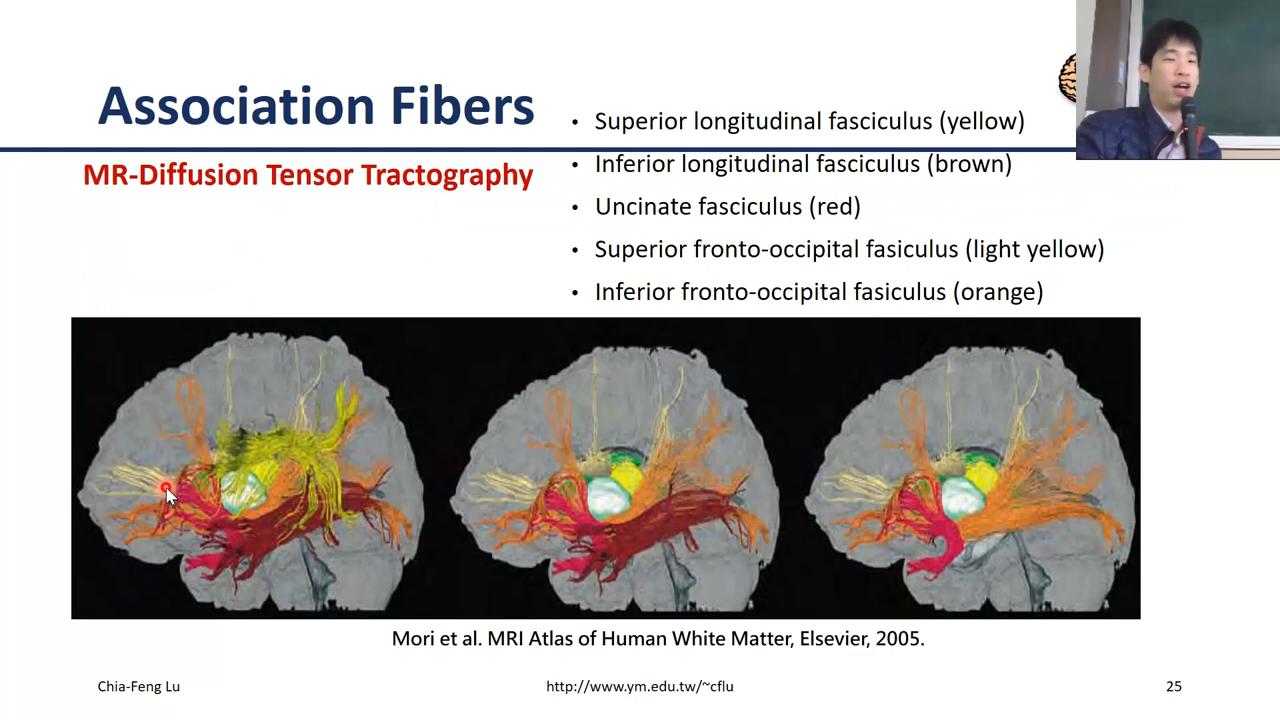 Association Fibers
MR-Diffusion Tensor Tractography
• Superior longitudinal fasciculus (yellow)
• Inferior longitudinal fasciculus (brown)
• Uncinate fasciculus (red)
• Superior fronto-occipital fasiculus (light yellow)
• Inferior fronto-occipital fasiculus (orange)
Mori et al. MRI Atlas of Human White Matter, Elsevier, 2005.
Chia-Feng Lu
http://www.ym.edu.tw/~cflu
25